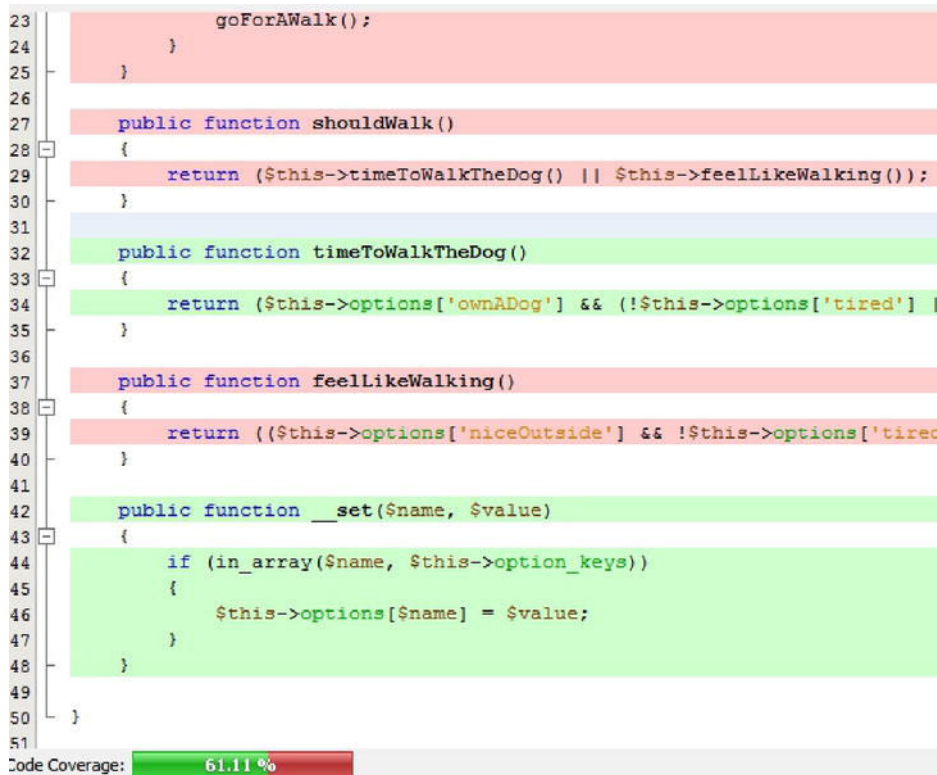 23 goForAWalk();
24 }
25 }
26
27 public function shouldWalk()
28 {
29 return ($this->timeToWalkTheDog() || $this->feelLikeWalking());
30 }
31
32 public function timeToWalkTheDog()
33 {
34 return ($this->options['ownADog'] && (!$this->options['tired'] |
35 }
36
37 public function feelLikeWalking()
38 {
39 return (($this->options['niceOutside'] && !$this->options['tired
40 }
41
42 public function __set($name, $value)
43 {
44 if (in_array($name, $this->option_keys))
45 {
46 $this->options[$name] = $value;
47 }
48 }
49
50 }
51
Code Coverage: 61.11 %